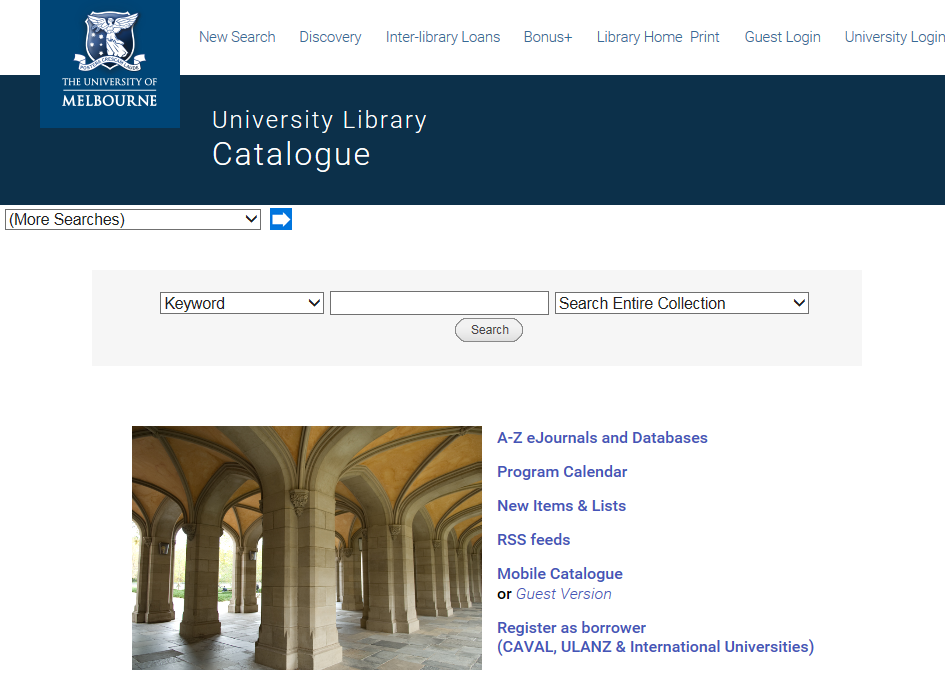 New Search Discovery Inter-library Loans Bonus+ Library Home Print Guest Login University Login
THE UNIVERSITY OF
MELBOURNE
University Library
Catalogue
(More Searches)
Keyword Search Entire Collection
Search
A-Z eJournals and Databases
Program Calendar
New Items & Lists
RSS feeds
Mobile Catalogue
or Guest Version
Register as borrower
(CAVAL, ULANZ & International Universities)